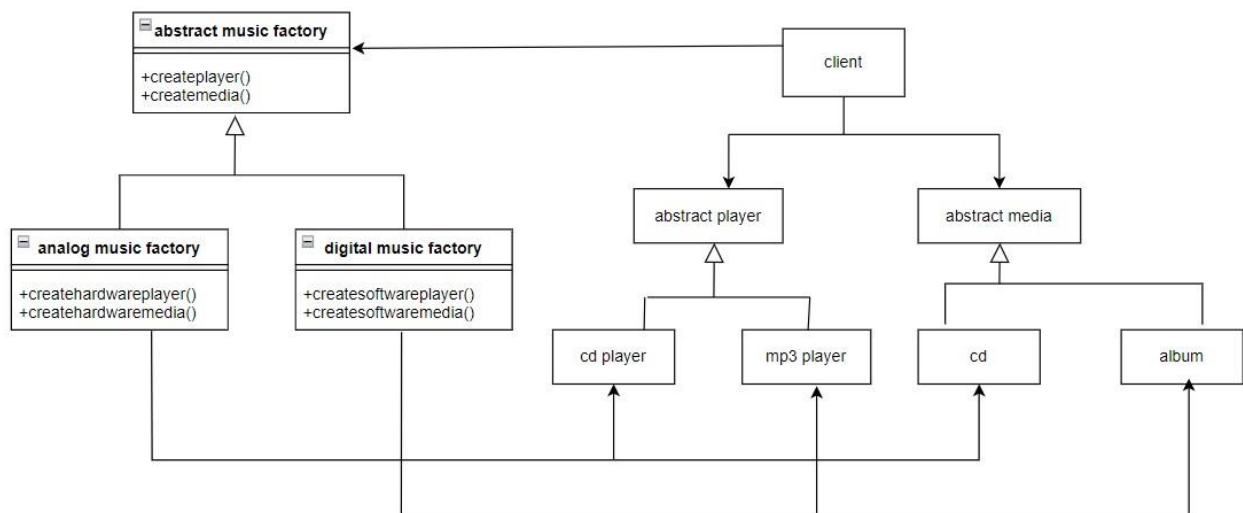 abstract music factory
+createplayer()
+createmedia()
client
abstract player
abstract media
analog music factory
+createhardwareplayer()
+createhardwaremedia()
digital music factory
+createsoftwareplayer()
+createsoftwaremedia()
cd player
mp3 player
cd
album